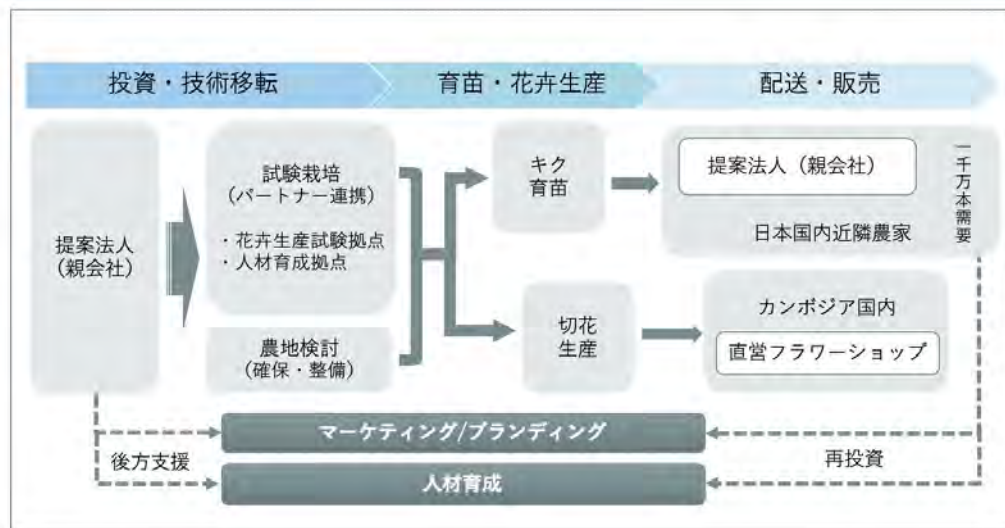 投資・技術移転
育苗・花卉生産
配送・販売
提案法人
（親会社）
試験栽培
（パートナー連携）
・花卉生産試験拠点
・人材育成拠点
農地検討
（確保・整備）
キク
育苗
切花
生産
提案法人（親会社）
日本国内近隣農家
一千万本需要
カンボジア国内
直営フラワーショップ
マーケティング/ブランディング
後方支援
再投資
人材育成